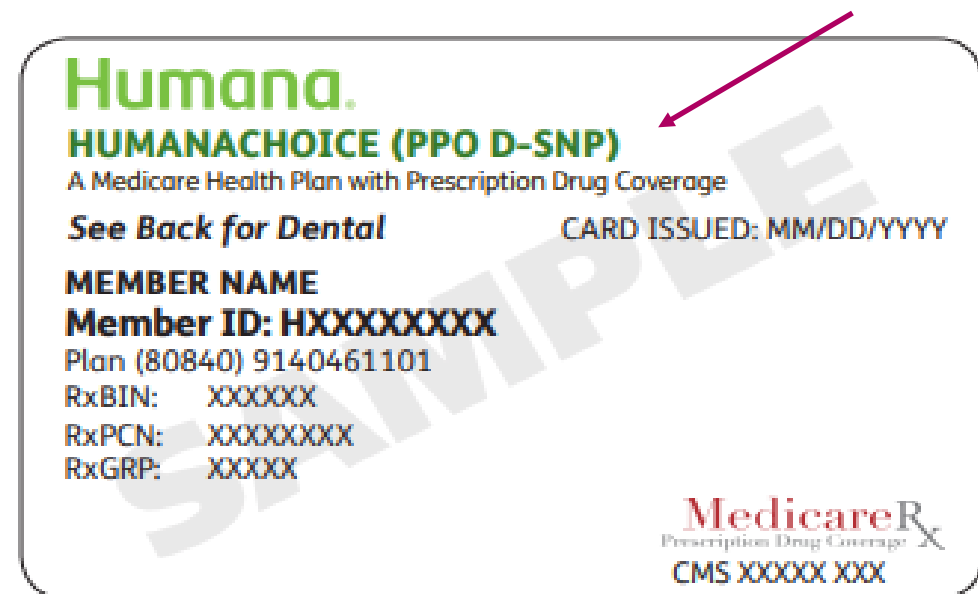 Humana.
HUMANACHOICE (PPO D-SNP)
A Medicare Health Plan with Prescription Drug Coverage
See Back for Dental
CARD ISSUED: MM/DD/YYYY
MEMBER NAME
Member ID: HXXXXXXXX
Plan (80840) 9140461101
RxBIN: XXXXXX
RxPCN: XXXXXXXX
RxGRP: XXXXX
SAMPLE
MedicareRx
Prescription Drug Coverage
CMS XXXXX XXX